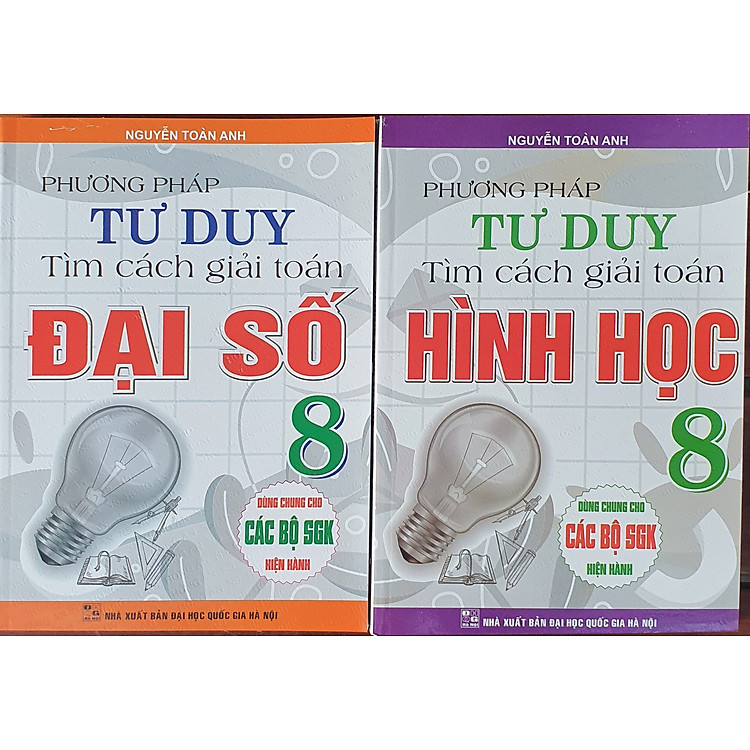 NGUYỄN TOÀN ANH
PHƯƠNG PHÁP
TƯ DUY
Tìm cách giải toán
ĐẠI SỐ
8
DÙNG CHUNG CHO
CÁC BỘ SGK
HIỆN HÀNH
NHÀ XUẤT BẢN ĐẠI HỌC QUỐC GIA HÀ NỘI
NGUYỄN TOÀN ANH
PHƯƠNG PHÁP
TƯ DUY
Tìm cách giải toán
HÌNH HỌC
8
DÙNG CHUNG CHO
CÁC BỘ SGK
HIỆN HÀNH
NHÀ XUẤT BẢN ĐẠI HỌC QUỐC GIA HÀ NỘI